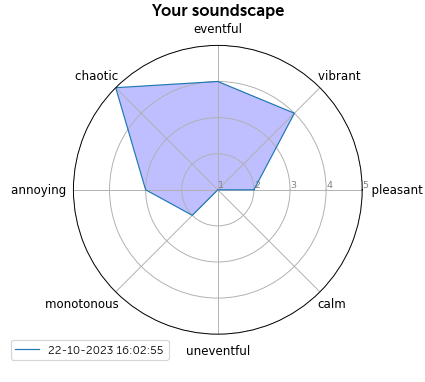 Your soundscape
eventful
chaotic
vibrant
annoying
1
2
3
4
5
pleasant
monotonous
calm
22-10-2023 16:02:55
uneventful